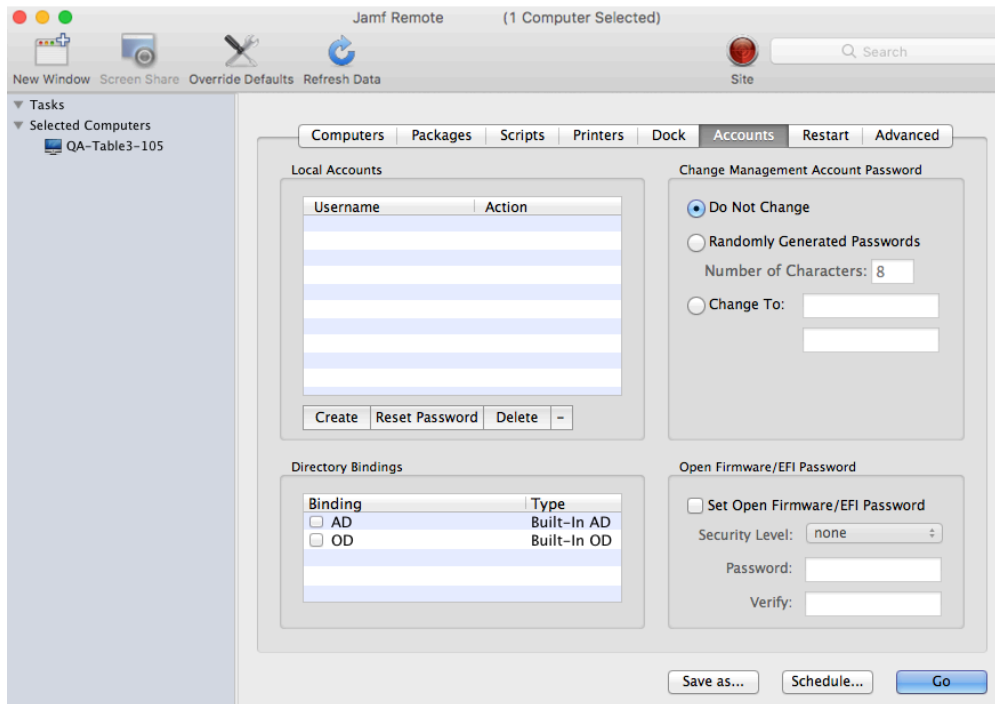 Jamf Remote (1 Computer Selected)
New Window Screen Share Override Defaults Refresh Data Site Search
Tasks
Selected Computers
QA-Table3-105
Computers Packages Scripts Printers Dock Accounts Restart Advanced
Local Accounts
Username Action
Create Reset Password Delete -
Change Management Account Password
Do Not Change
Randomly Generated Passwords
Number of Characters: 8
Change To:
Directory Bindings
Binding Type
AD Built-In AD
OD Built-In OD
Open Firmware/EFI Password
Set Open Firmware/EFI Password
Security Level: none
Password:
Verify:
Save as... Schedule... Go